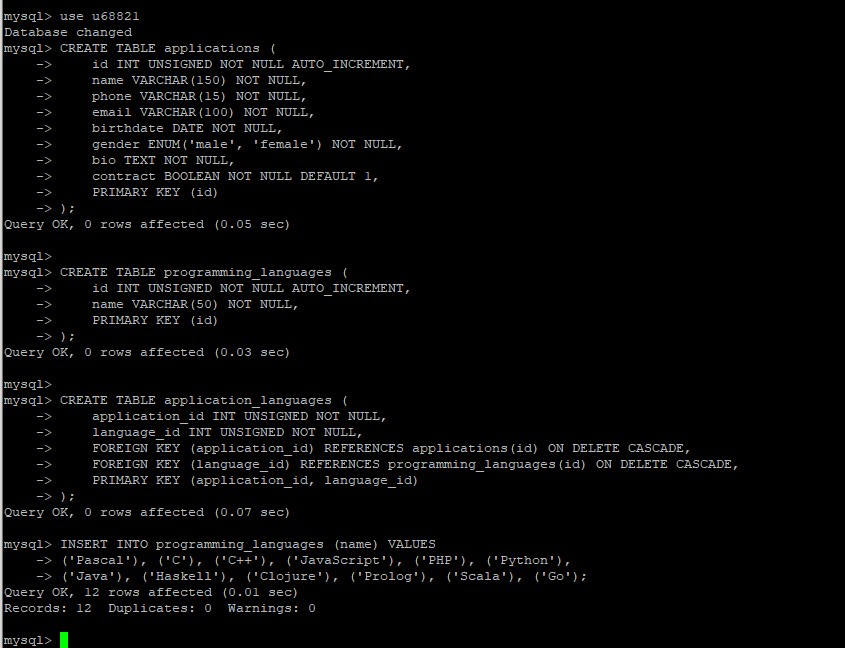 mysql> use u68821
Database changed
mysql> CREATE TABLE applications (
    ->     id INT UNSIGNED NOT NULL AUTO_INCREMENT,
    ->     name VARCHAR(150) NOT NULL,
    ->     phone VARCHAR(15) NOT NULL,
    ->     email VARCHAR(100) NOT NULL,
    ->     birthdate DATE NOT NULL,
    ->     gender ENUM('male', 'female') NOT NULL,
    ->     bio TEXT NOT NULL,
    ->     contract BOOLEAN NOT NULL DEFAULT 1,
    ->     PRIMARY KEY (id)
    -> );
Query OK, 0 rows affected (0.05 sec)

mysql>
mysql> CREATE TABLE programming_languages (
    ->     id INT UNSIGNED NOT NULL AUTO_INCREMENT,
    ->     name VARCHAR(50) NOT NULL,
    ->     PRIMARY KEY (id)
    -> );
Query OK, 0 rows affected (0.03 sec)

mysql>
mysql> CREATE TABLE application_languages (
    ->     application_id INT UNSIGNED NOT NULL,
    ->     language_id INT UNSIGNED NOT NULL,
    ->     FOREIGN KEY (application_id) REFERENCES applications(id) ON DELETE CASCADE,
    ->     FOREIGN KEY (language_id) REFERENCES programming_languages(id) ON DELETE CASCADE,
    ->     PRIMARY KEY (application_id, language_id)
    -> );
Query OK, 0 rows affected (0.07 sec)

mysql> INSERT INTO programming_languages (name) VALUES
    -> ('Pascal'), ('C'), ('C++'), ('JavaScript'), ('PHP'), ('Python'),
    -> ('Java'), ('Haskell'), ('Clojure'), ('Prolog'), ('Scala'), ('Go');
Query OK, 12 rows affected (0.01 sec)
Records: 12  Duplicates: 0  Warnings: 0

mysql>